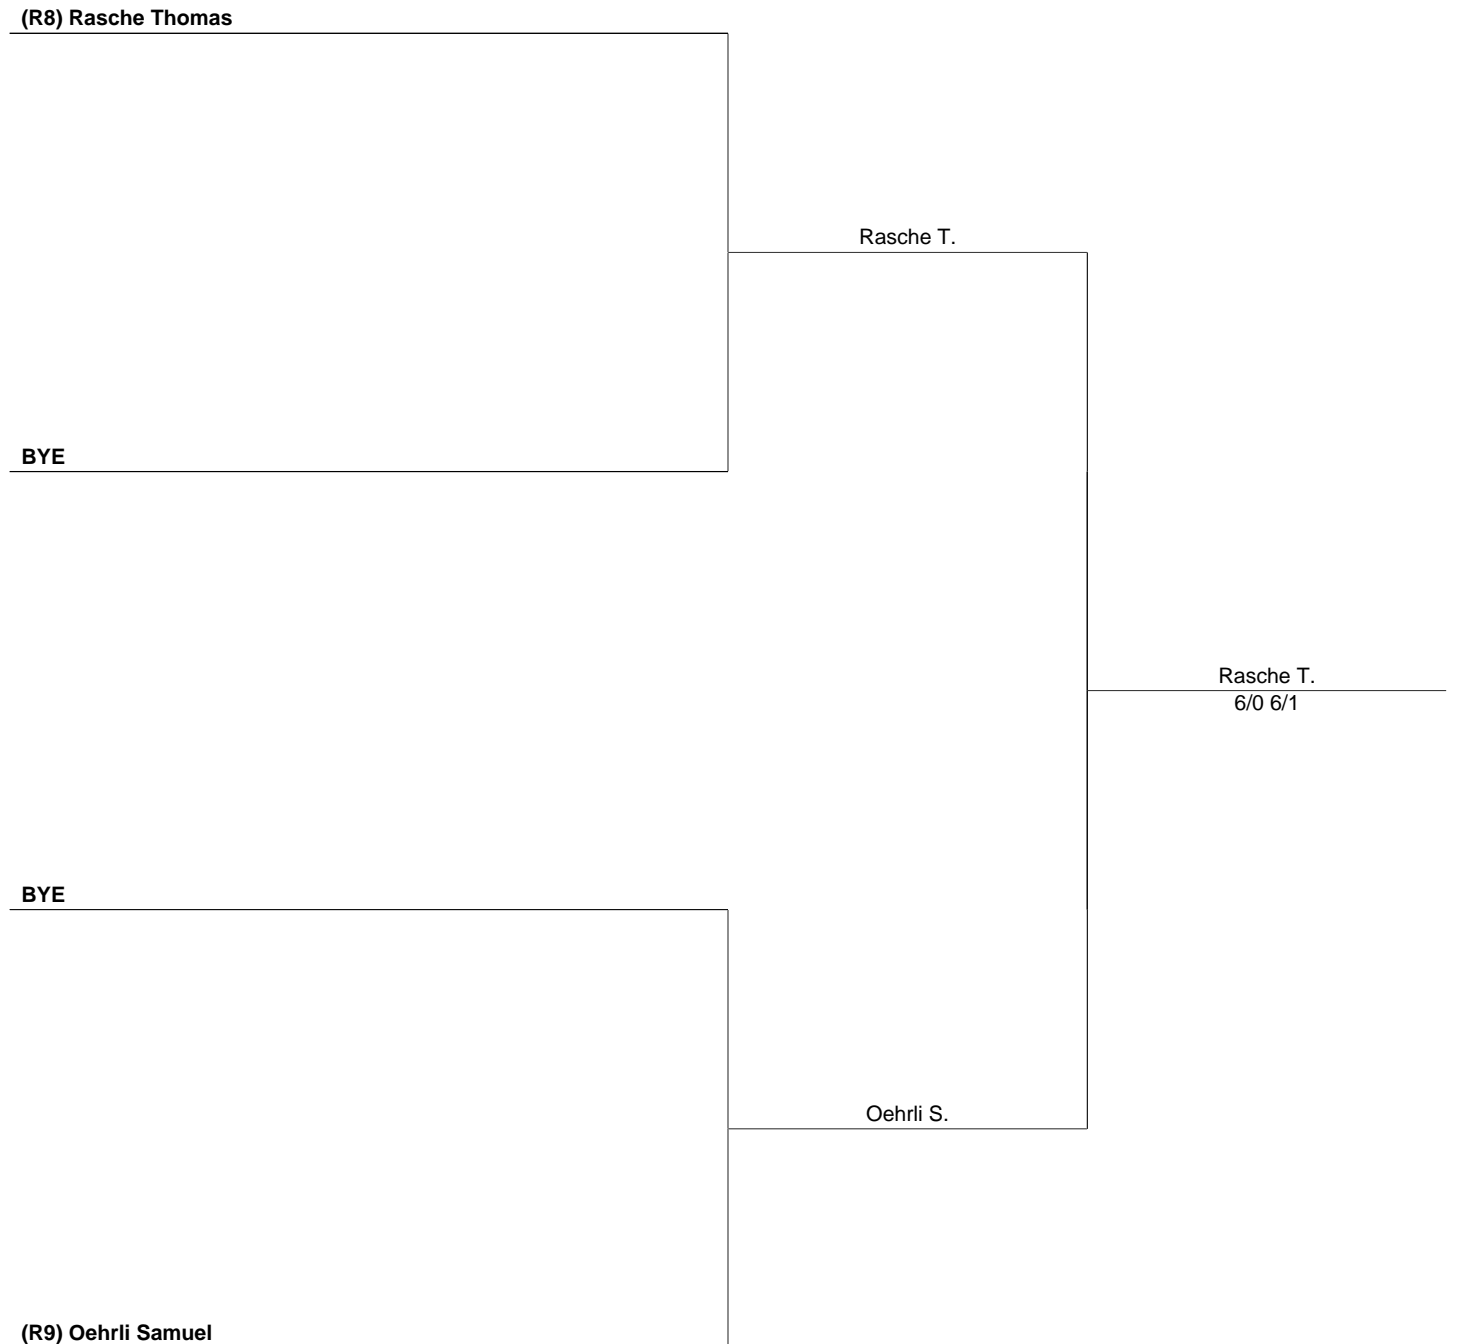 (R8) Rasche Thomas
Rasche T.
BYE
Rasche T.
6/0 6/1
BYE
Oehrli S.
(R9) Oehrli Samuel